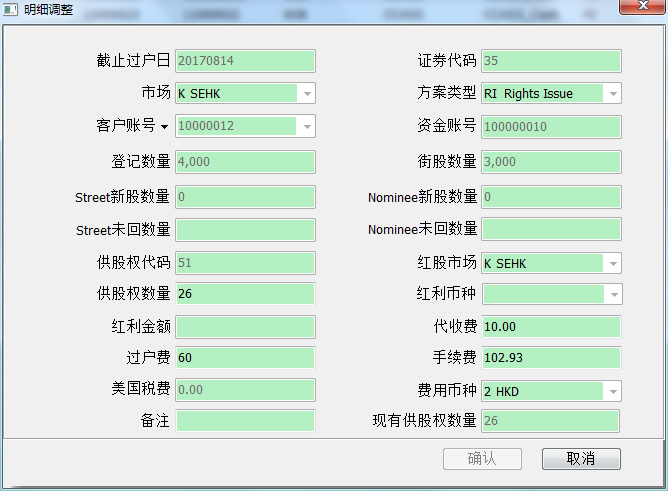 明细调整
截止过户日 20170814 证券代码 35
市场 K SEHK 方案类型 RI Rights Issue
客户账号 10000012 资金账号 100000010
登记数量 4,000 街股数量 3,000
Street新股数量 0 Nominee新股数量 0
Street未回数量 Nominee未回数量
供股权代码 51 红股市场 K SEHK
供股权数量 26 红利币种
红利金额 代收费 10.00
过户费 60 手续费 102.93
美国税费 0.00 费用币种 2 HKD
备注 现有供股权数量 26
确认 取消